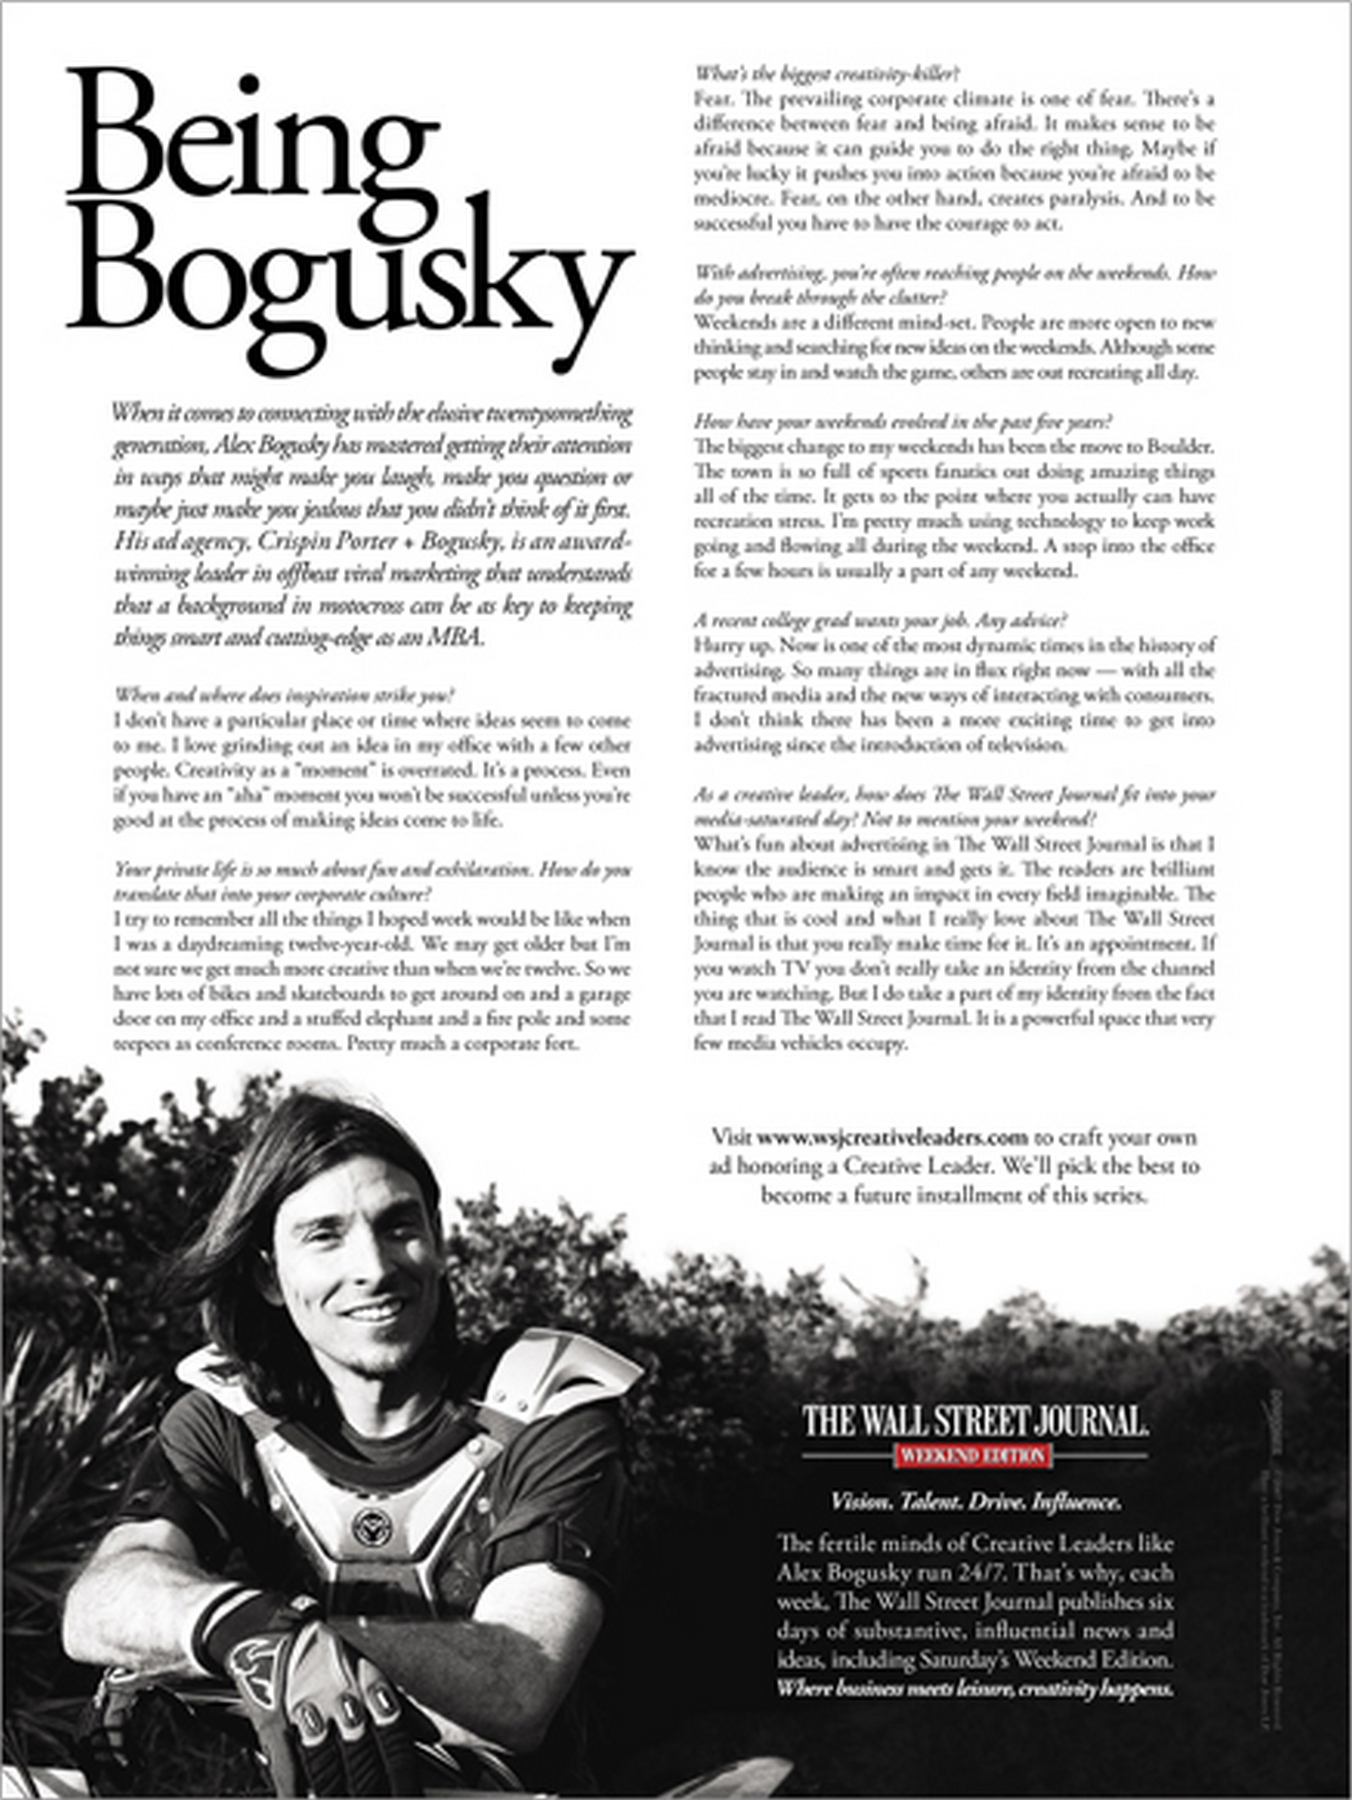 Being
Bogusky
When it comes to connecting with the elusive twentysomething
generation, Alex Bogusky has mastered getting their attention
in ways that might make you laugh, make you question or
maybe just make you jealous that you didn't think of it first.
His ad agency, Crispin Porter + Bogusky, is an award-
winning leader in offbeat viral marketing that understands
that a background in motocross can be as key to keeping
things smart and cutting-edge as an MBA.
When and where does inspiration strike you?
I don't have a particular place or time where ideas seem to come
to me. I love grinding out an idea in my office with a few other
people. Creativity as a "moment" is overrated. It's a process. Even
if you have an "aha" moment you won't be successful unless you're
good at the process of making ideas come to life.
Your private life is so much about fun and exhilaration. How do you
translate that into your corporate culture?
I try to remember all the things I hoped work would be like when
I was a daydreaming twelve-year-old. We may get older but I'm
not sure we get much more creative than when we're twelve. So we
have lots of bikes and skateboards to get around on and a garage
door on my office and a stuffed elephant and a fire pole and some
teepees as conference rooms. Pretty much a corporate fort.
What's the biggest creativity-killer?
Fear. The prevailing corporate climate is one of fear. There's a
difference between fear and being afraid. It makes sense to be
afraid because it can guide you to do the right thing. Maybe if
you're lucky it pushes you into action because you're afraid to be
mediocre. Fear, on the other hand, creates paralysis. And to be
successful you have to have the courage to act.
With advertising, you're often reaching people on the weekends. How
do you break through the clutter?
Weekends are a different mind-set. People are more open to new
thinking and searching for new ideas on the weekends. Although some
people stay in and watch the game, others are out recreating all day.
How have your weekends evolved in the past five years?
The biggest change to my weekends has been the move to Boulder.
The town is so full of sports fanatics out doing amazing things
all of the time. It gets to the point where you actually can have
recreation stress. I'm pretty much using technology to keep work
going and flowing all during the weekend. A stop into the office
for a few hours is usually a part of any weekend.
A recent college grad wants your job. Any advice?
Hurry up. Now is one of the most dynamic times in the history of
advertising. So many things are in flux right now — with all the
fractured media and the new ways of interacting with consumers.
I don't think there has been a more exciting time to get into
advertising since the introduction of television.
As a creative leader, how does The Wall Street Journal fit into your
media-saturated day? Not to mention your weekend?
What's fun about advertising in The Wall Street Journal is that I
know the audience is smart and gets it. The readers are brilliant
people who are making an impact in every field imaginable. The
thing that is cool and what I really love about The Wall Street
Journal is that you really make time for it. It's an appointment. If
you watch TV you don't really take an identity from the channel
you are watching. But I do take a part of my identity from the fact
that I read The Wall Street Journal. It is a powerful space that very
few media vehicles occupy.
Visit www.wsjcreativeleaders.com to craft your own
ad honoring a Creative Leader. We'll pick the best to
become a future installment of this series.
THE WALL STREET JOURNAL.
WEEKEND EDITION
Vision. Talent. Drive. Influence.
The fertile minds of Creative Leaders like
Alex Bogusky run 24/7. That's why, each
week, The Wall Street Journal publishes six
days of substantive, influential news and
ideas, including Saturday's Weekend Edition.
Where business meets leisure, creativity happens.